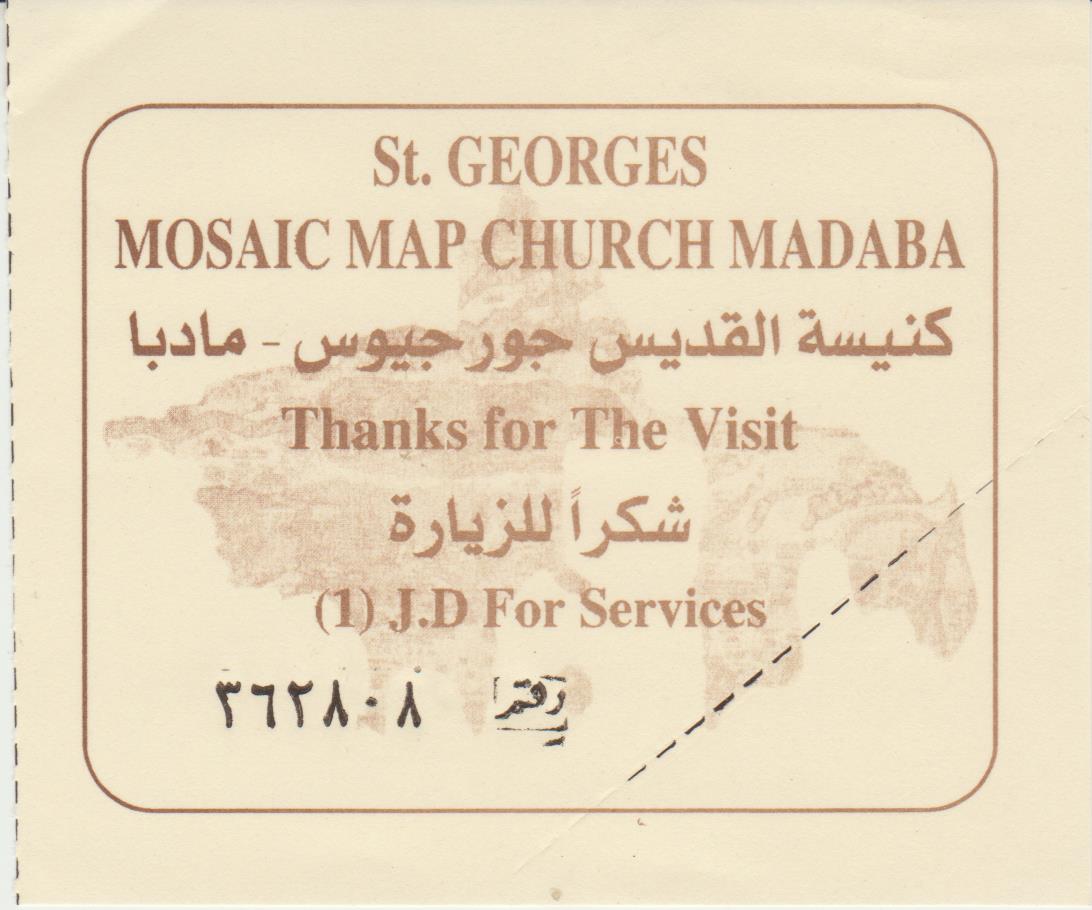 St. GEORGES
MOSAIC MAP CHURCH MADABA
كنيسة القديس جورجيوس - مادبا
Thanks for The Visit
شكراً للزيارة
(1) J.D For Services
رقم ٣٦٢٨٠٨